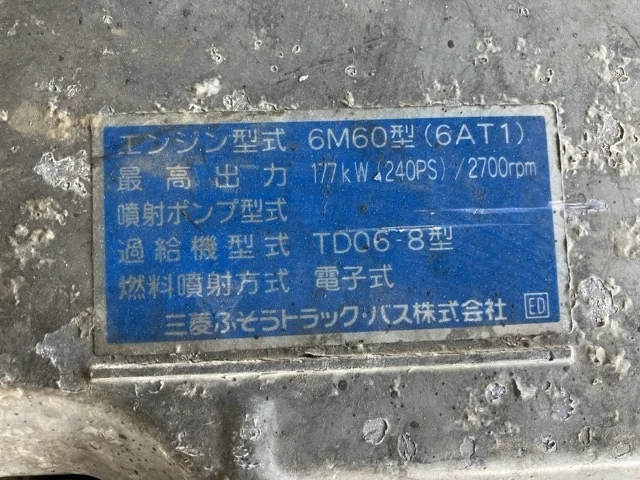 エンジン型式 6M60型(6AT1)
最高出力 177kW(240PS)/2700rpm
噴射ポンプ型式
過給機型式 TD06-8型
燃料噴射方式 電子式
三菱ふそうトラック・バス株式会社 ED